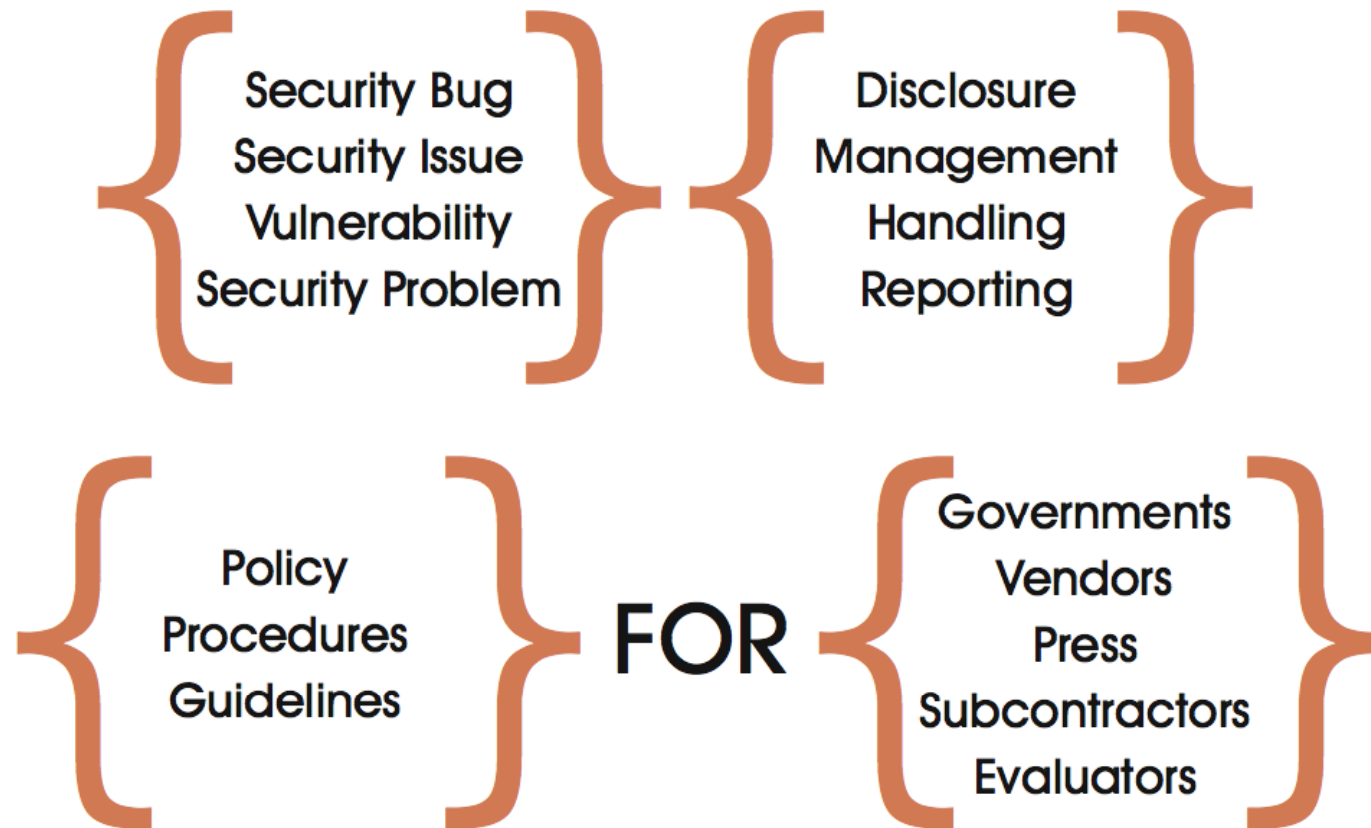 Security Bug
Security Issue
Vulnerability
Security Problem
Disclosure
Management
Handling
Reporting
Policy
Procedures
Guidelines
FOR
Governments
Vendors
Press
Subcontractors
Evaluators